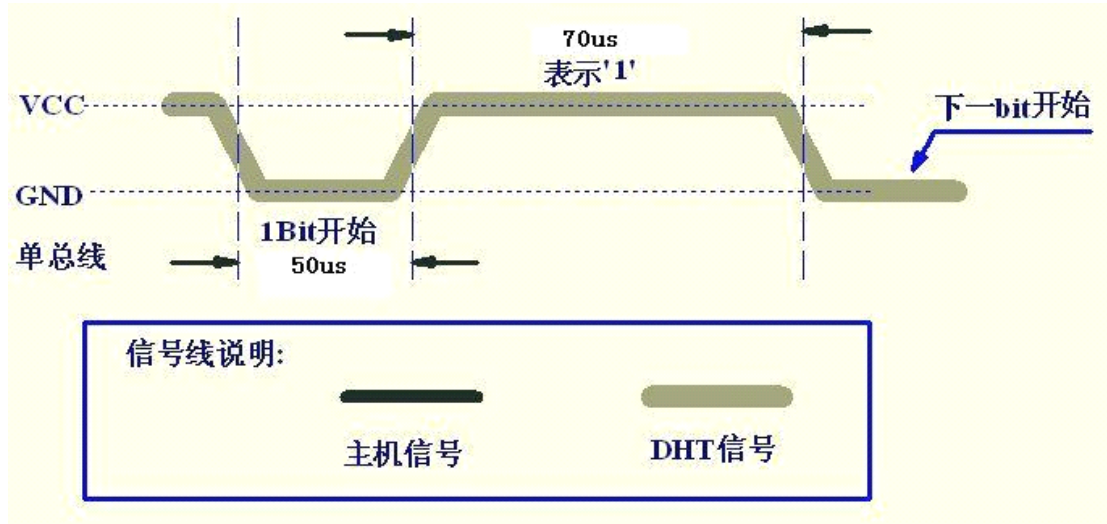 70us
表示'1'
VCC
下一bit开始
GND
1Bit开始
单总线
50us
信号线说明:
主机信号
DHT信号